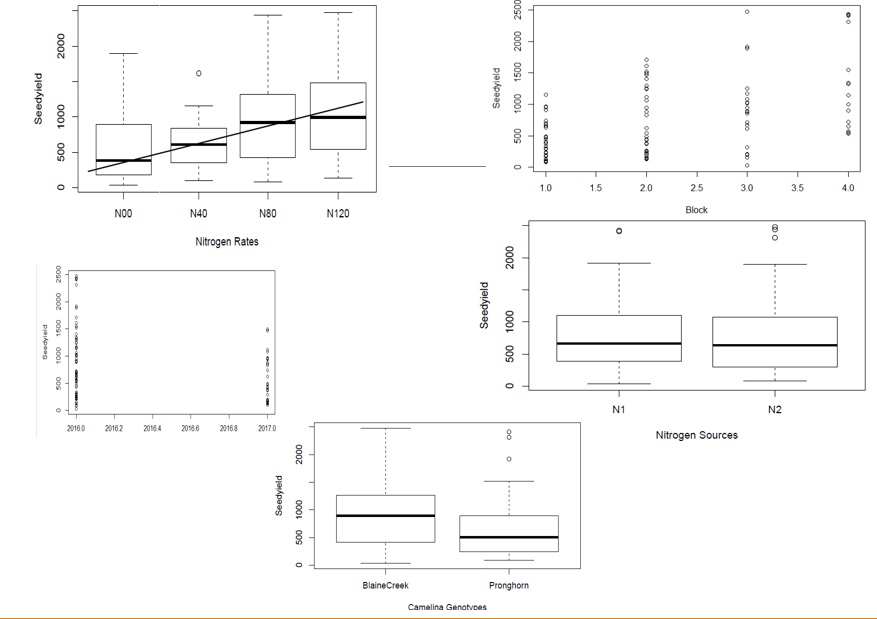 Seedyield
0
500
1000
2000
N00 N40 N80 N120
Nitrogen Rates
Seedyield
0
500
1000
1500
2000
2500
1.0 1.5 2.0 2.5 3.0 3.5 4.0
Block
Seedyield
0
500
1000
1500
2000
2500
2016.0 2016.2 2016.4 2016.6 2016.8 2017.0
Seedyield
0
500
1000
2000
N1 N2
Nitrogen Sources
Seedyield
0
500
1000
2000
BlaineCreek Pronghorn
Camelina Genotypes